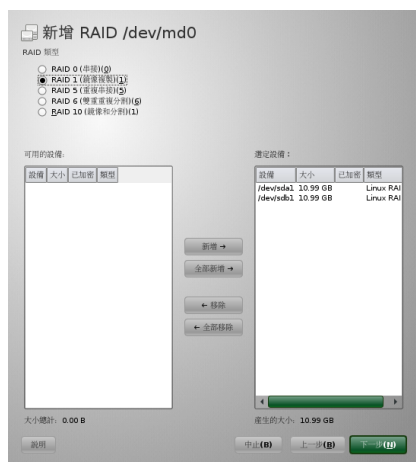 新增 RAID /dev/md0
RAID 類型
RAID 0 (串接)(0)
RAID 1 (鏡像複製)(1)
RAID 5 (重複串接)(5)
RAID 6 (雙重重複分割)(6)
RAID 10 (鏡像和分割)(1)
可用的設備: 選定設備：
設備 大小 已加密 類型 設備 大小 已加密 類型
/dev/sda1 10.99 GB Linux RAI
/dev/sdb1 10.99 GB Linux RAI
新增 →
全部新增 →
← 移除
← 全部移除
大小總計: 0.00 B 產生的大小: 10.99 GB
說明 中止(R) 上一步(B) 下一步(N)